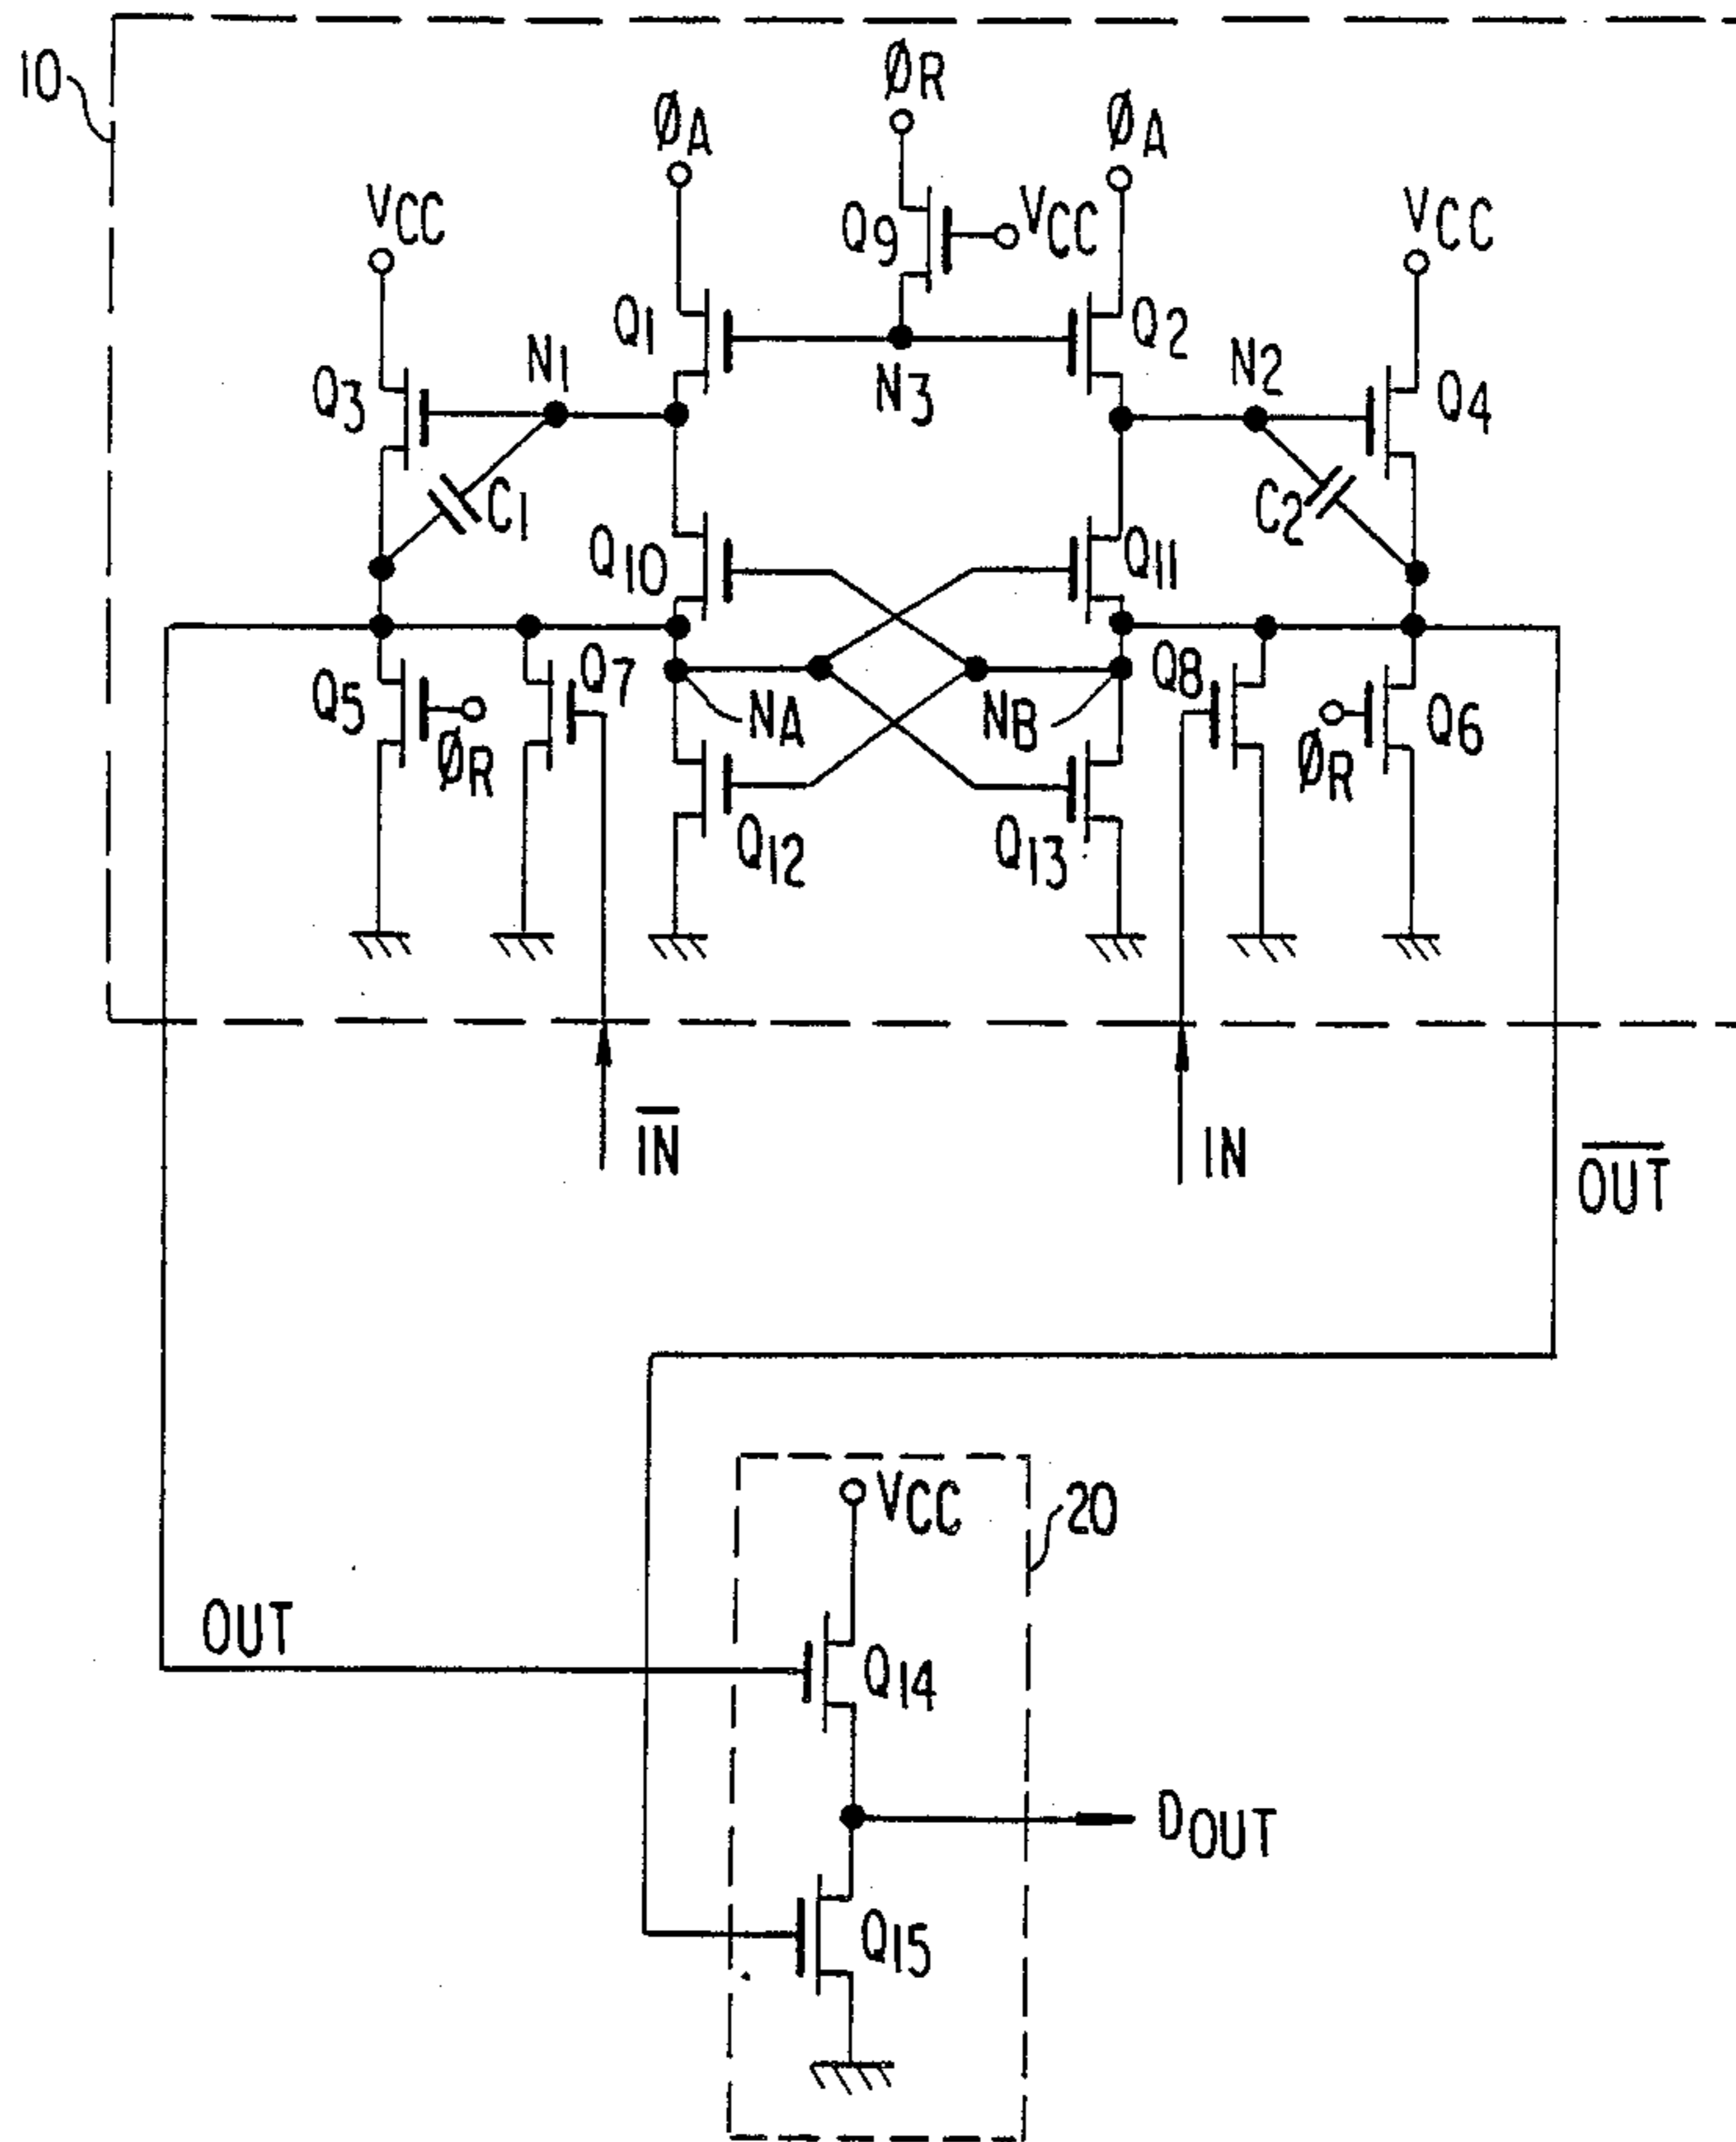 10
ØR
ØA
ØA
VCC
Q9
VCC
VCC
Q1
Q2
N1
N3
N2
Q3
Q4
C1
C2
Q10
Q11
Q5
Q7
NA
NB
Q8
Q6
ØR
ØR
Q12
Q13
IN
IN
OUT
VCC
20
OUT
Q14
DOUT
Q15